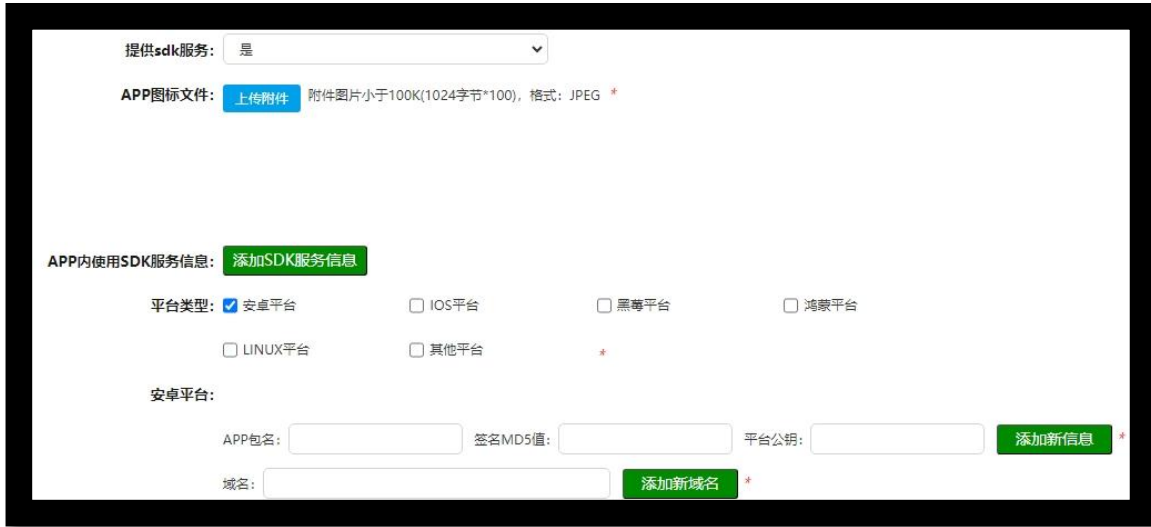 提供sdk服务： 是
APP图标文件： 上传附件 附件图片小于100K(1024字节*100)，格式：JPEG *
APP内使用SDK服务信息： 添加SDK服务信息
平台类型： 安卓平台 IOS平台 黑莓平台 鸿蒙平台
LINUX平台 其他平台 *
安卓平台：
APP包名： 签名MD5值： 平台公钥： 添加新信息 *
域名： 添加新域名 *